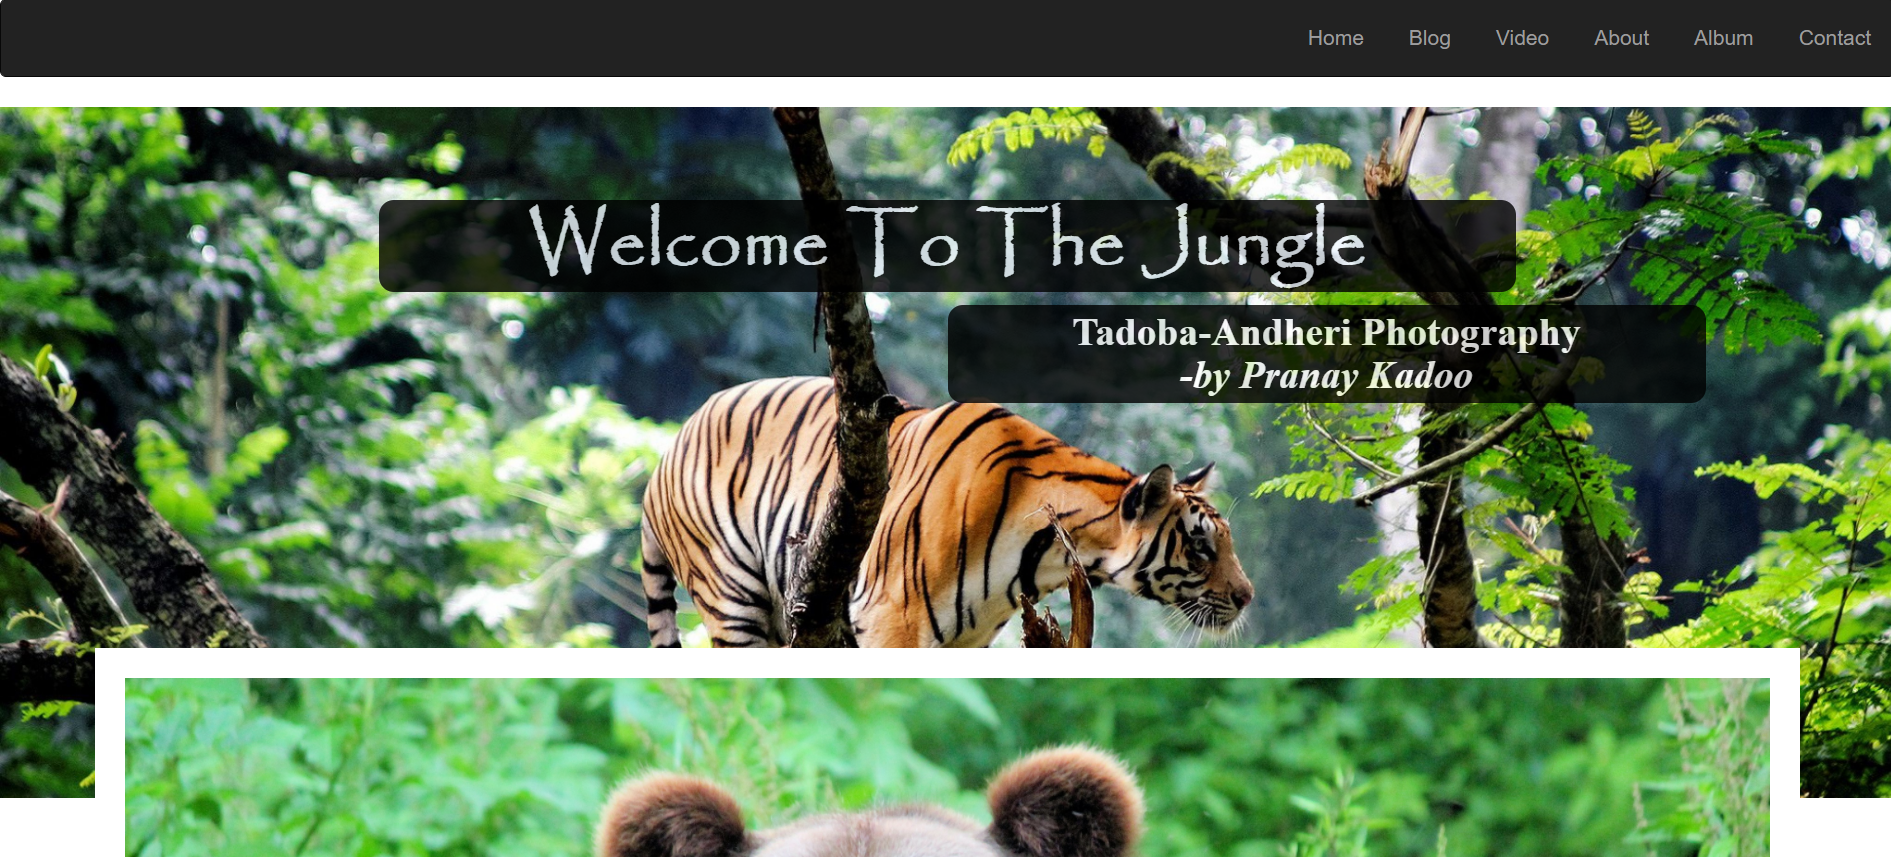 Home Blog Video About Album Contact
Welcome To The Jungle
Tadoba-Andheri Photography
-by Pranay Kadoo